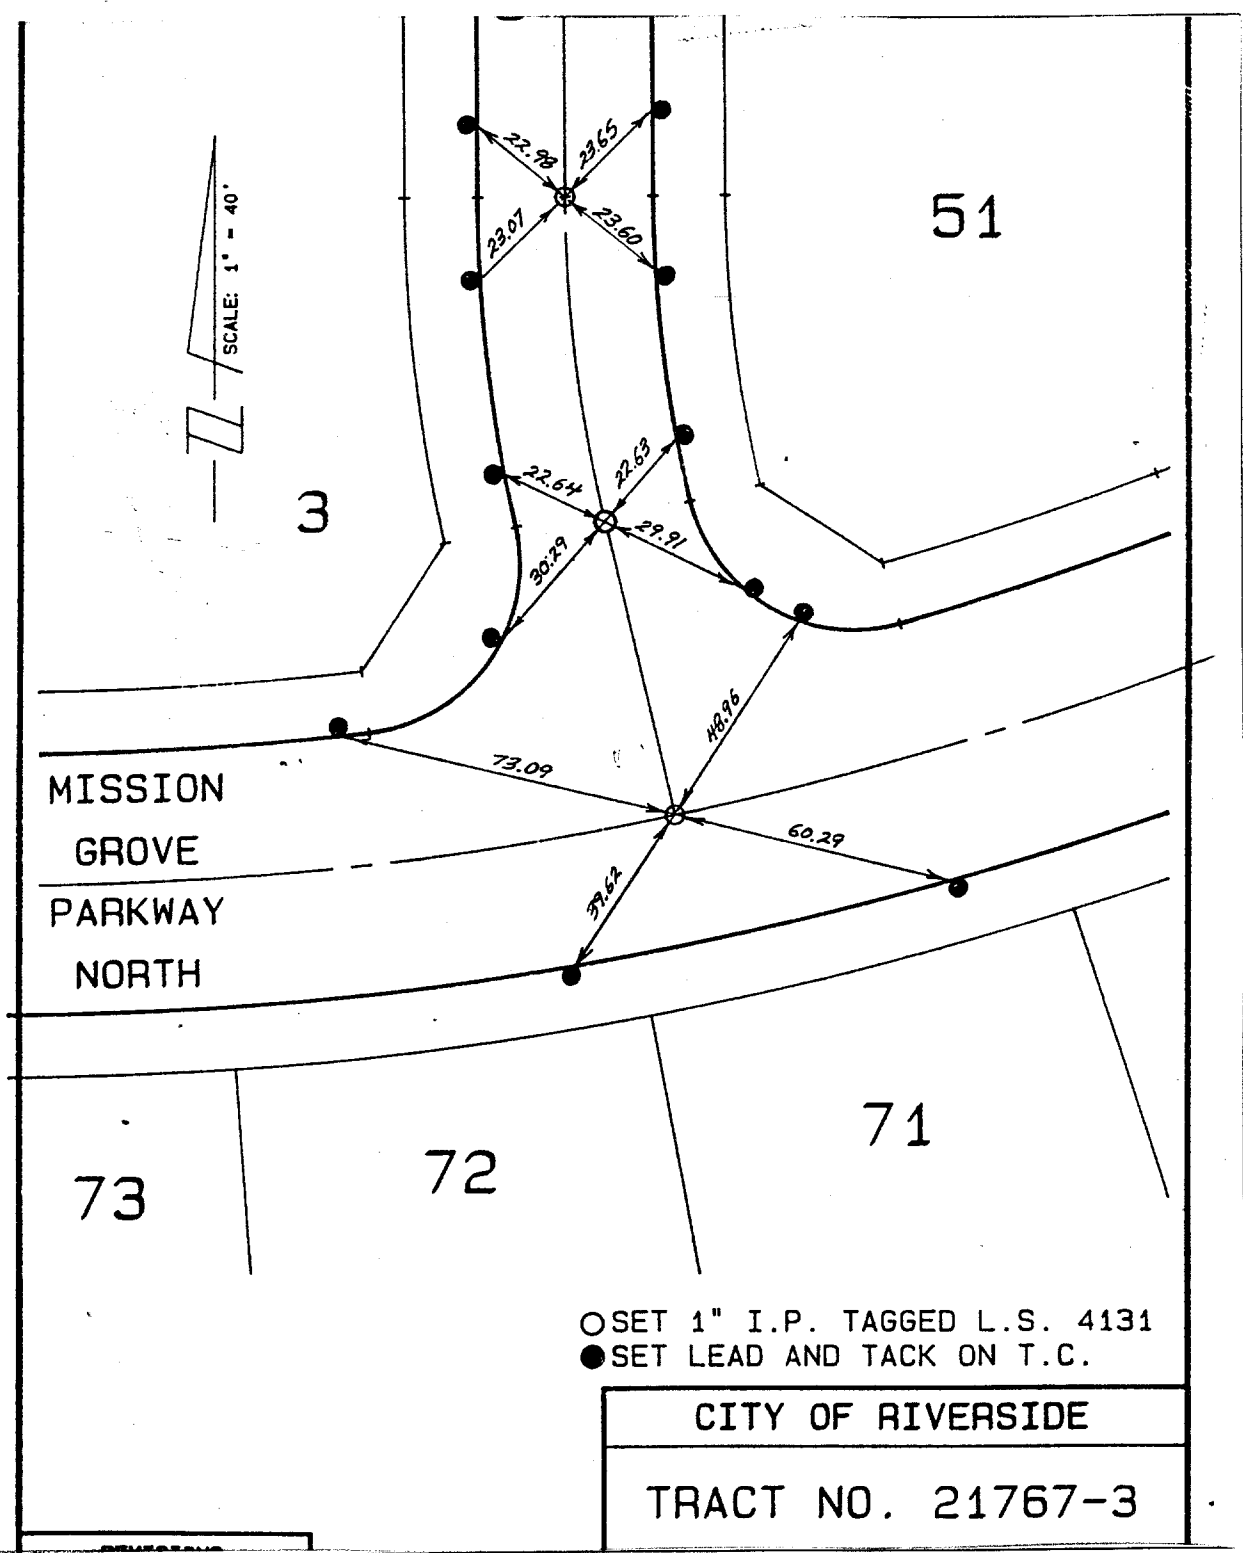 22.98
23.65
23.07
23.60
51
SCALE: 1" = 40'
22.64
22.63
3
30.29
29.91
48.96
73.09
MISSION
GROVE
PARKWAY
NORTH
60.29
39.62
71
72
73
SET 1" I.P. TAGGED L.S. 4131
SET LEAD AND TACK ON T.C.
CITY OF RIVERSIDE
TRACT NO. 21767-3